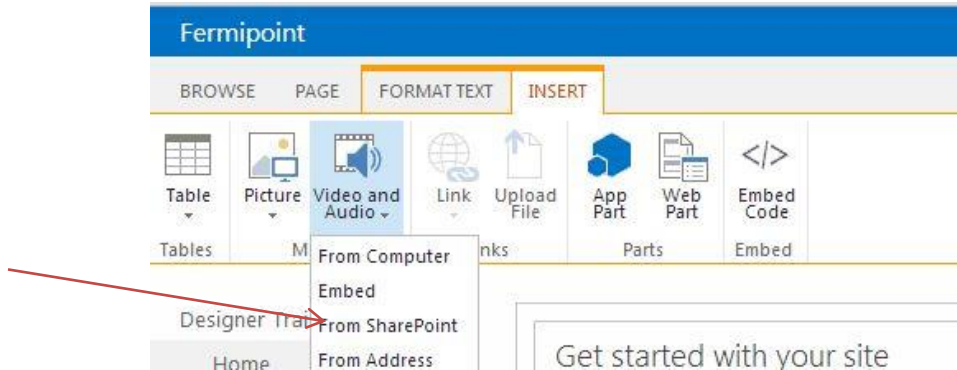 Fermipoint
BROWSE PAGE FORMAT TEXT INSERT
Table Picture Video and Audio Link Upload File App Part Web Part </> Embed Code
Tables M nks Parts Embed
From Computer
Embed
From SharePoint
From Address
Designer Trai
Home
Get started with your site